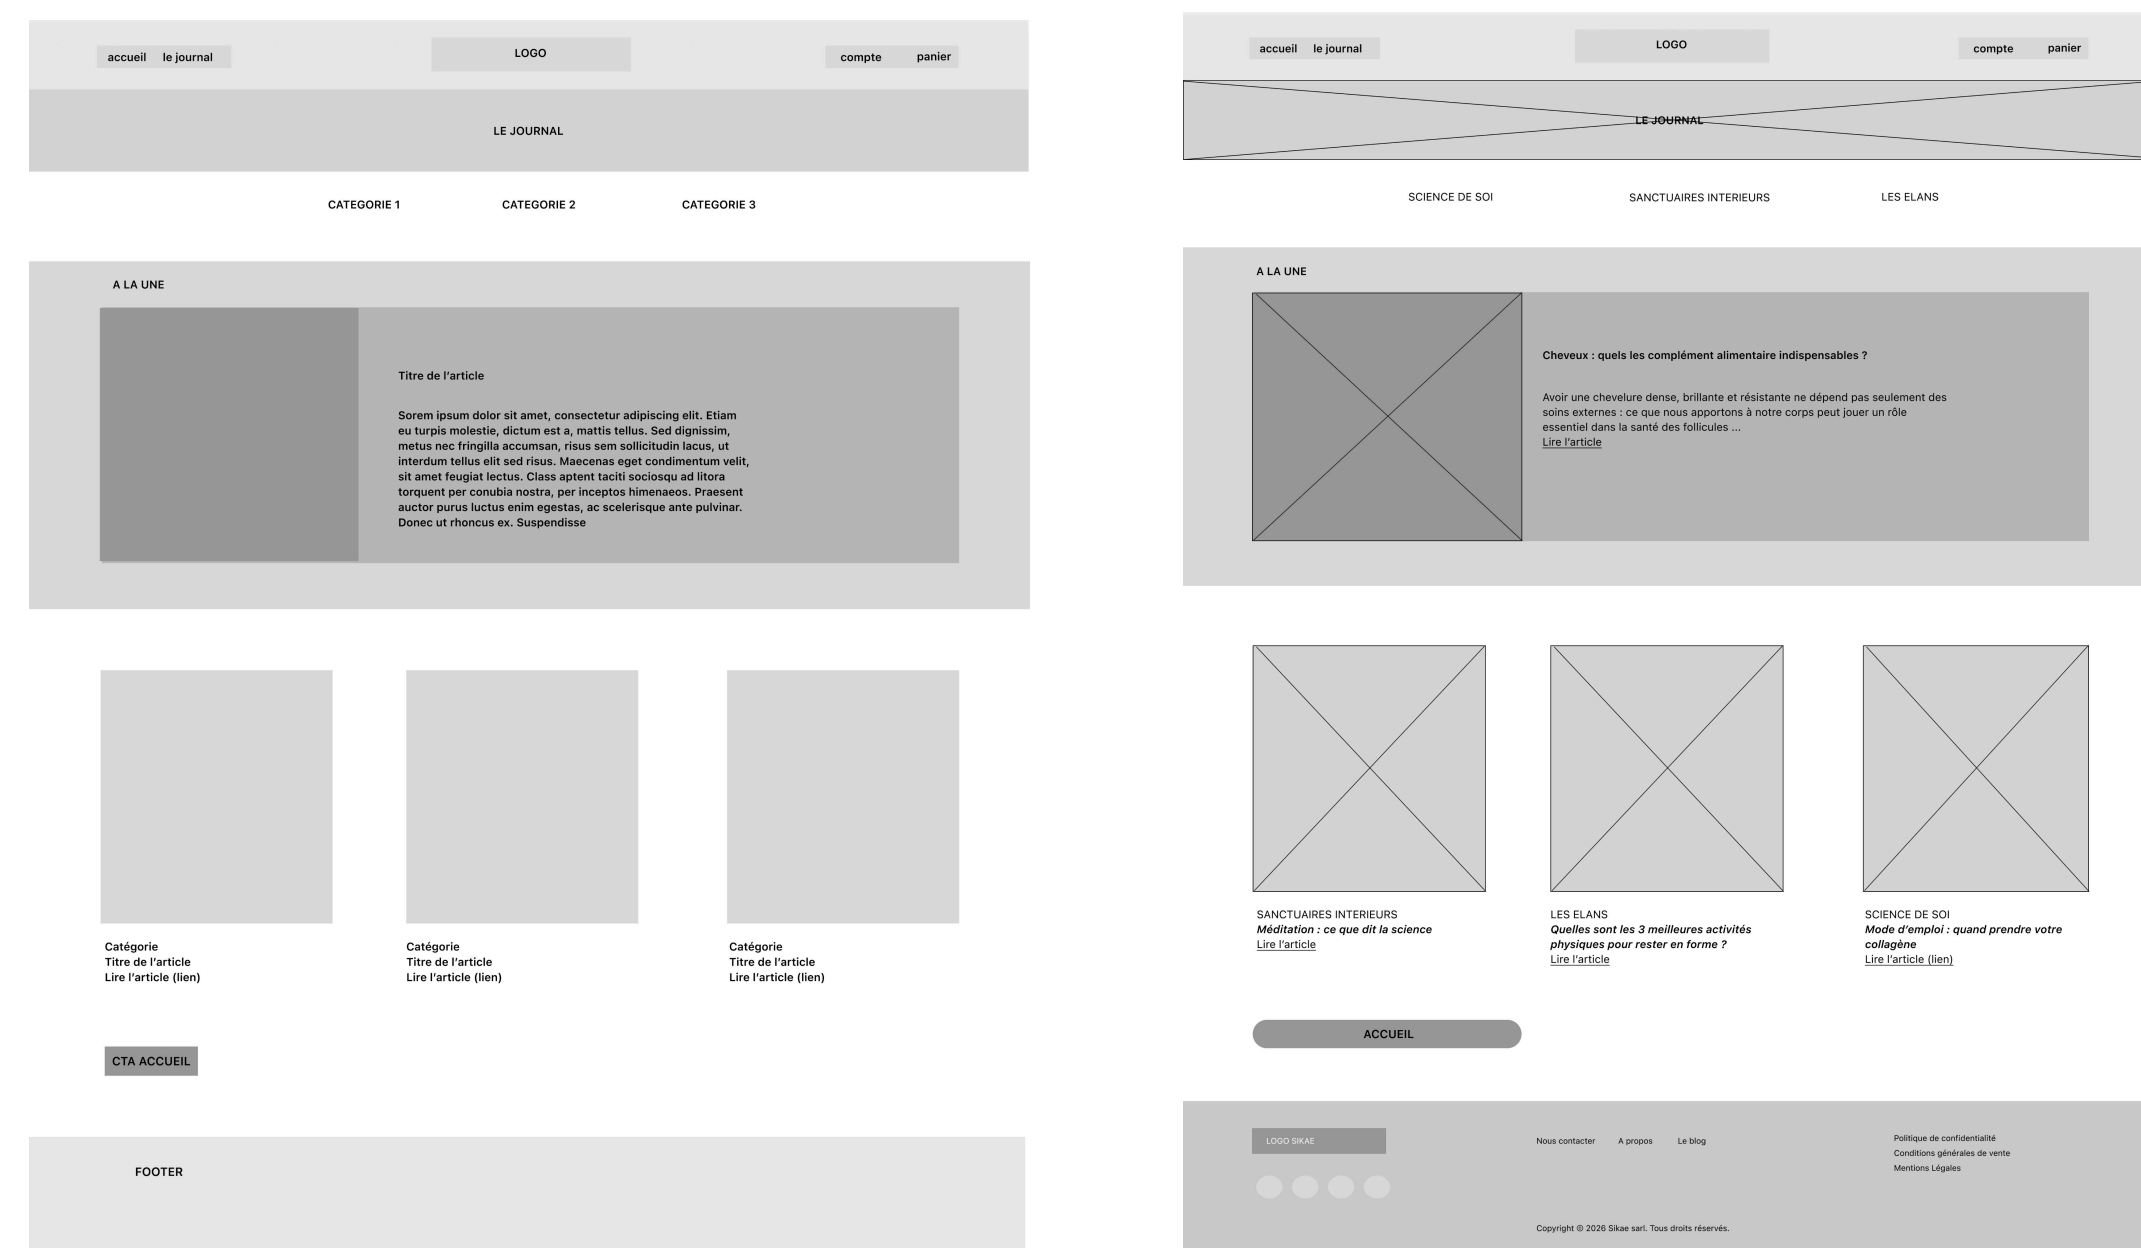 accueil le journal
LOGO
compte panier
LE JOURNAL
CATEGORIE 1
CATEGORIE 2
CATEGORIE 3
A LA UNE
Titre de l'article
Sorem ipsum dolor sit amet, consectetur adipiscing elit. Etiam
eu turpis molestie, dictum est a, mattis tellus. Sed dignissim,
metus nec fringilla accumsan, risus sem sollicitudin lacus, ut
interdum tellus elit sed risus. Maecenas eget condimentum velit,
sit amet feugiat lectus. Class aptent taciti sociosqu ad litora
torquent per conubia nostra, per inceptos himenaeos. Praesent
auctor purus luctus enim egestas, ac scelerisque ante pulvinar.
Donec ut rhoncus ex. Suspendisse
Catégorie
Titre de l'article
Lire l'article (lien)
Catégorie
Titre de l'article
Lire l'article (lien)
Catégorie
Titre de l'article
Lire l'article (lien)
CTA ACCUEIL
FOOTER
accueil le journal
LOGO
compte panier
LE JOURNAL
SCIENCE DE SOI
SANCTUAIRES INTERIEURS
LES ELANS
A LA UNE
Cheveux : quels les complément alimentaire indispensables ?
Avoir une chevelure dense, brillante et résistante ne dépend pas seulement des
soins externes : ce que nous apportons à notre corps peut jouer un rôle
essentiel dans la santé des follicules ...
Lire l'article
SANCTUAIRES INTERIEURS
Méditation : ce que dit la science
Lire l'article
LES ELANS
Quelles sont les 3 meilleures activités
physiques pour rester en forme ?
Lire l'article
SCIENCE DE SOI
Mode d'emploi : quand prendre votre
collagène
Lire l'article (lien)
ACCUEIL
LOGO SIKAE
Nous contacter A propos Le blog
Politique de confidentialité
Conditions générales de vente
Mentions Légales
Copyright © 2026 Sikae sarl. Tous droits réservés.